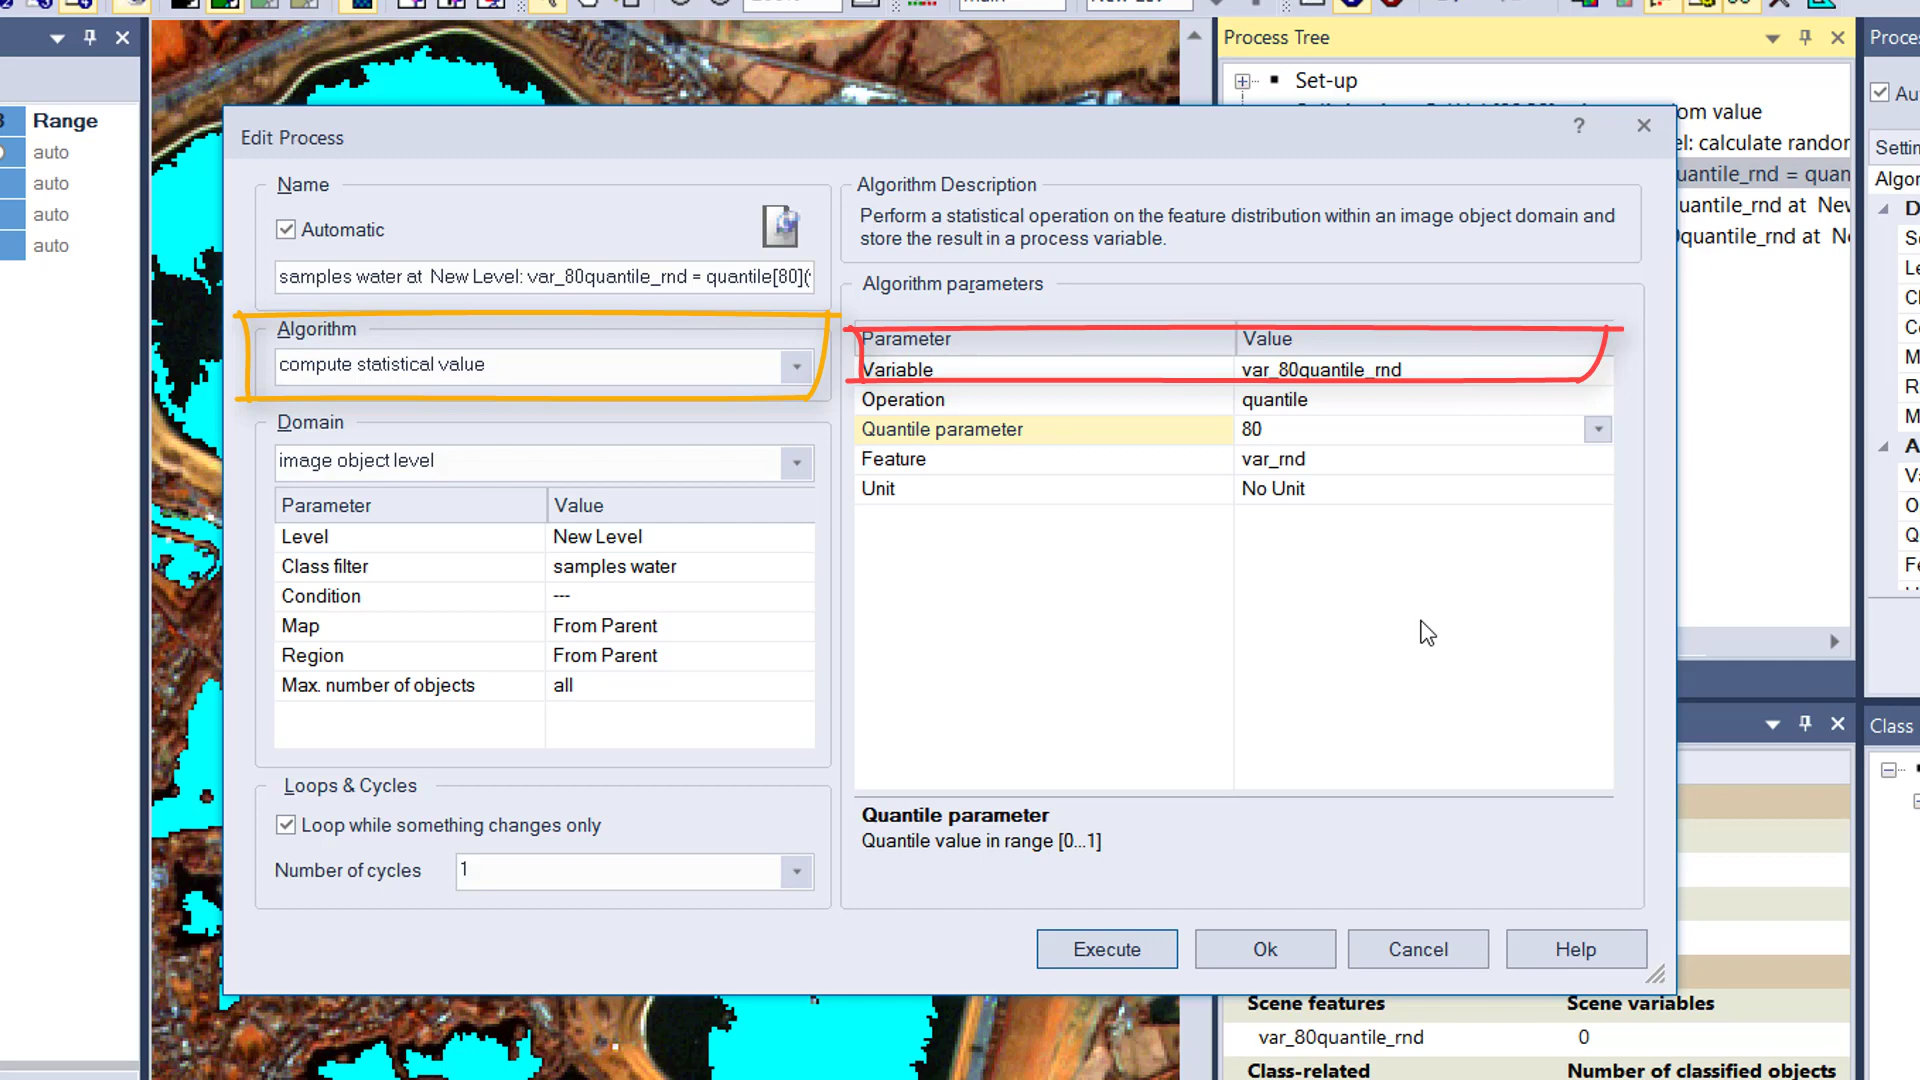 Process Tree
Set-up
Range
auto
auto
auto
auto
om value
el: calculate randor
uantile_rnd = quan
uantile_rnd at Nev
0quantile_rnd at Ne
Edit Process
?
Name
Automatic
samples water at New Level: var_80quantile_rnd = quantile[80](
Algorithm
compute statistical value
Domain
image object level
Parameter Value
Level New Level
Class filter samples water
Condition ---
Map From Parent
Region From Parent
Max. number of objects all
Loops & Cycles
Loop while something changes only
Number of cycles 1
Algorithm Description
Perform a statistical operation on the feature distribution within an image object domain and
store the result in a process variable.
Algorithm parameters
Parameter Value
Variable var_80quantile_rnd
Operation quantile
Quantile parameter 80
Feature var_rnd
Unit No Unit
Quantile parameter
Quantile value in range [0...1]
Execute Ok Cancel Help
Proces
Au
Settin
Algor
Class
Scene features Scene variables
var_80quantile_rnd 0
Class-related Number of classified objects